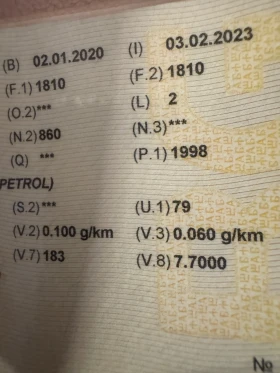 (B) 02.01.2020 (I) 03.02.2023
(F.1) 1810 (F.2) 1810
(O.2)*** (L) 2
(N.2) 860 (N.3)***
(Q) *** (P.1) 1998
PETROL)
(S.2)*** (U.1) 79
(V.2) 0.100 g/km (V.3) 0.060 g/km
(V.7) 183 (V.8) 7.7000
№